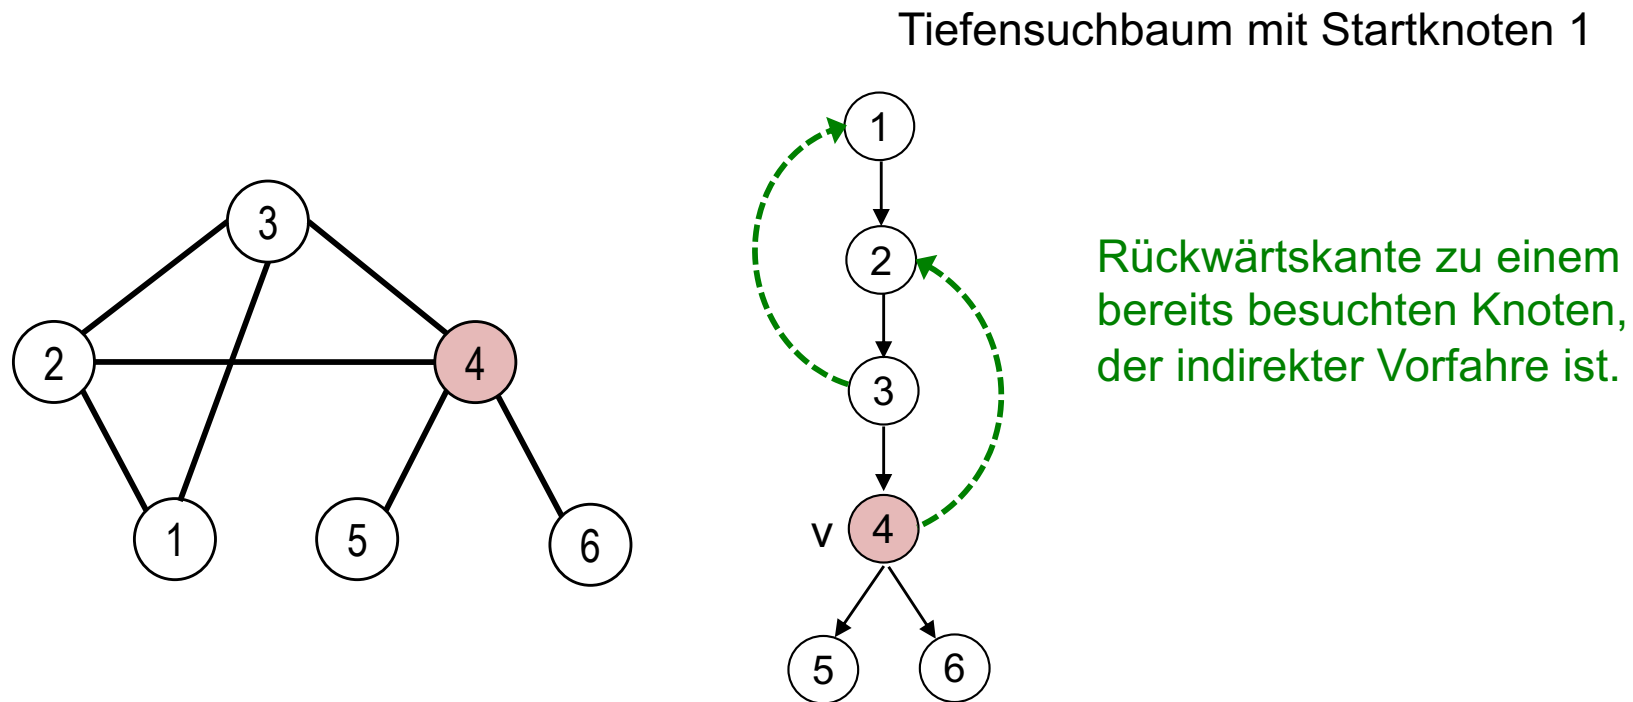 Tiefensuchbaum mit Startknoten 1
3
2
4
1
5
6
1
2
3
v 4
5 6
Rückwärtskante zu einem
bereits besuchten Knoten,
der indirekter Vorfahre ist.